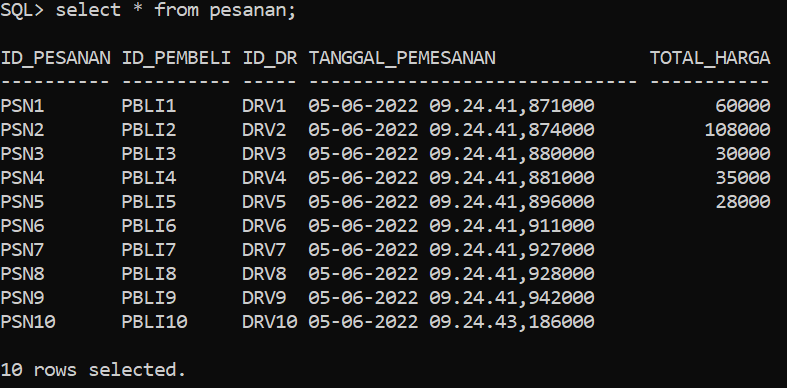 SQL> select * from pesanan;
ID_PESANAN ID_PEMBELI ID_DR TANGGAL_PEMESANAN              TOTAL_HARGA
---------- ---------- ----- ------------------------------ -----------
PSN1       PBLI1      DRV1  05-06-2022 09.24.41,871000           60000
PSN2       PBLI2      DRV2  05-06-2022 09.24.41,874000          108000
PSN3       PBLI3      DRV3  05-06-2022 09.24.41,880000           30000
PSN4       PBLI4      DRV4  05-06-2022 09.24.41,881000           35000
PSN5       PBLI5      DRV5  05-06-2022 09.24.41,896000           28000
PSN6       PBLI6      DRV6  05-06-2022 09.24.41,911000
PSN7       PBLI7      DRV7  05-06-2022 09.24.41,927000
PSN8       PBLI8      DRV8  05-06-2022 09.24.41,928000
PSN9       PBLI9      DRV9  05-06-2022 09.24.41,942000
PSN10      PBLI10     DRV10 05-06-2022 09.24.43,186000
10 rows selected.